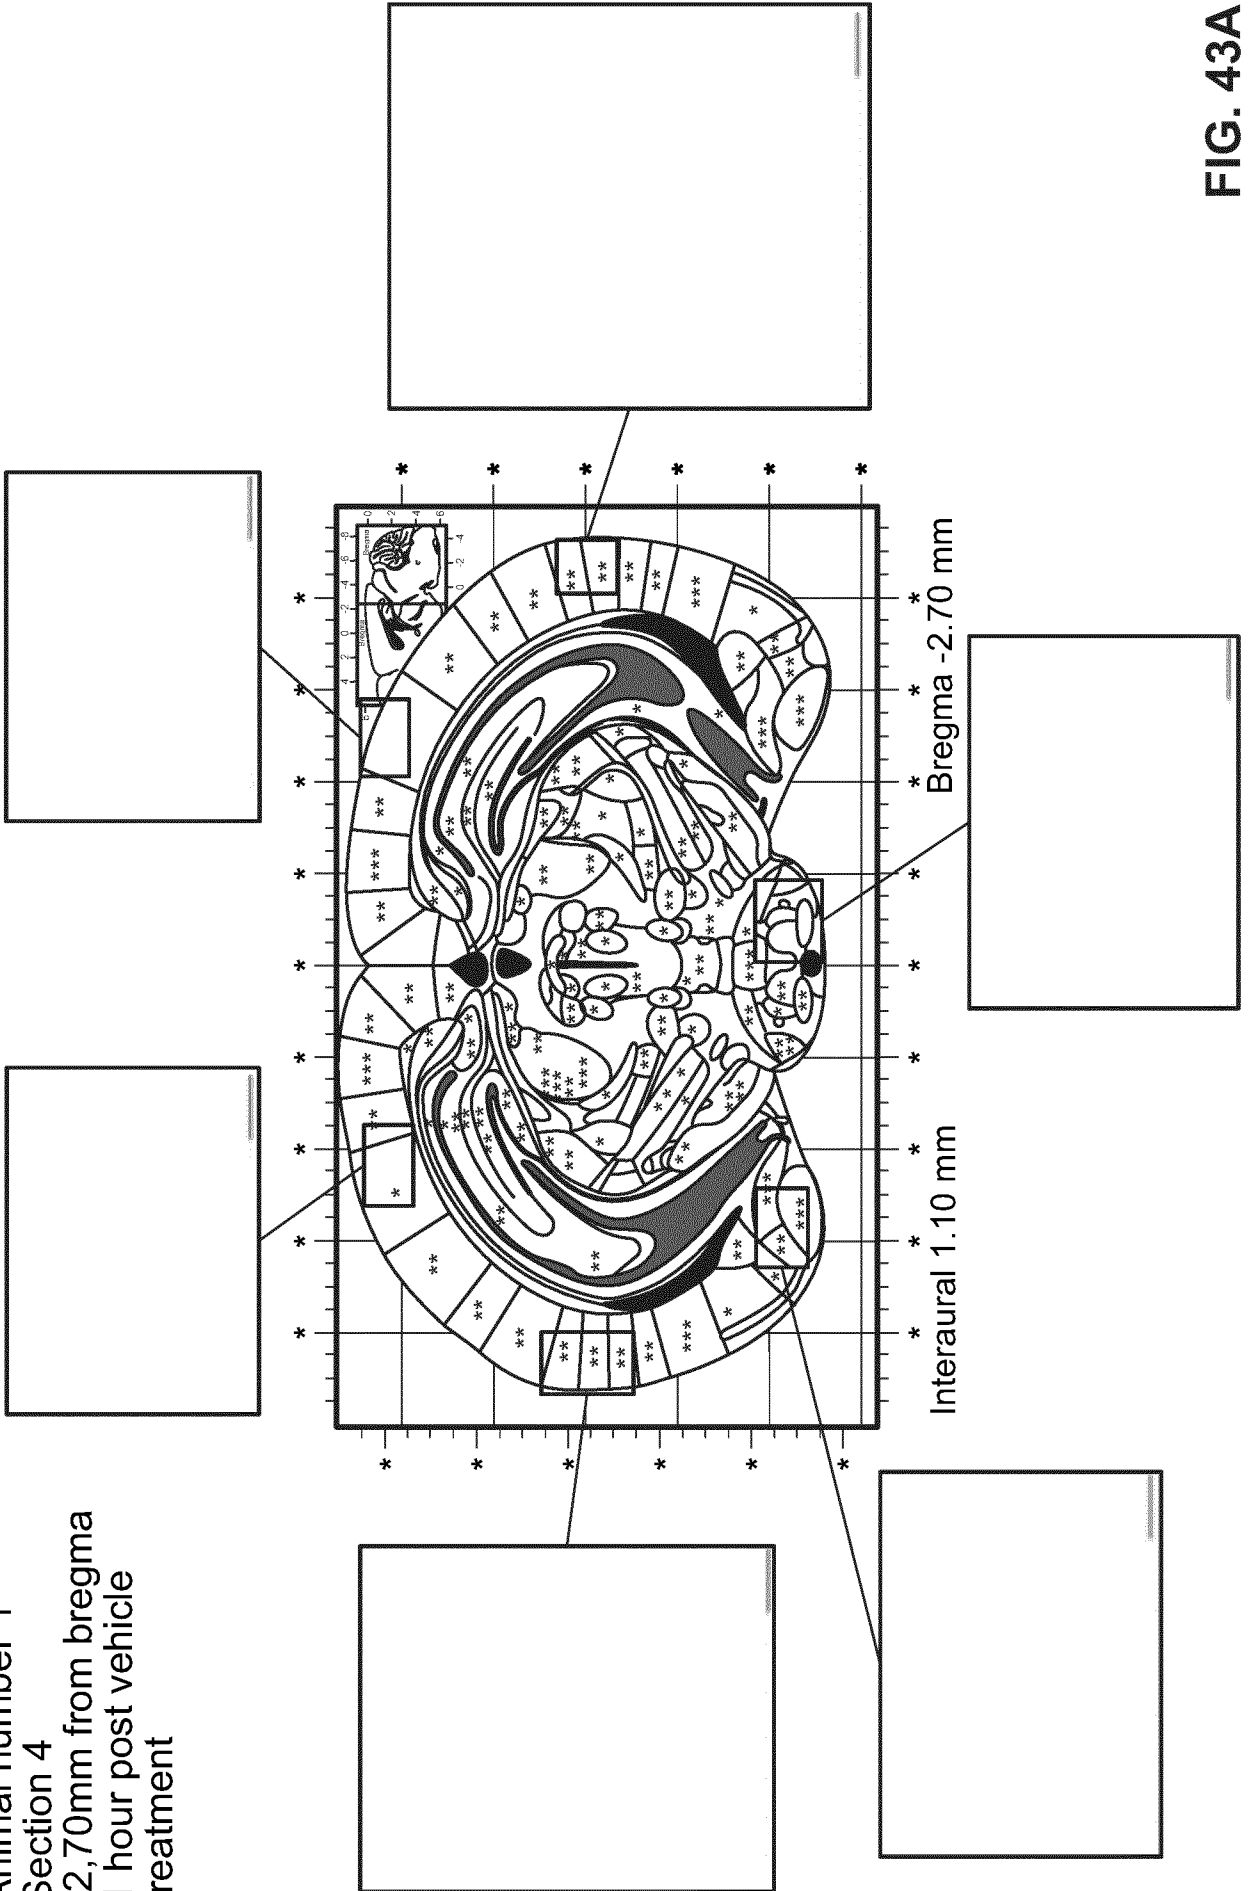 Animal number 1
Section 4
2,70mm from bregma
1 hour post vehicle
treatment
Interaural 1.10 mm
Bregma -2.70 mm
FIG. 43A